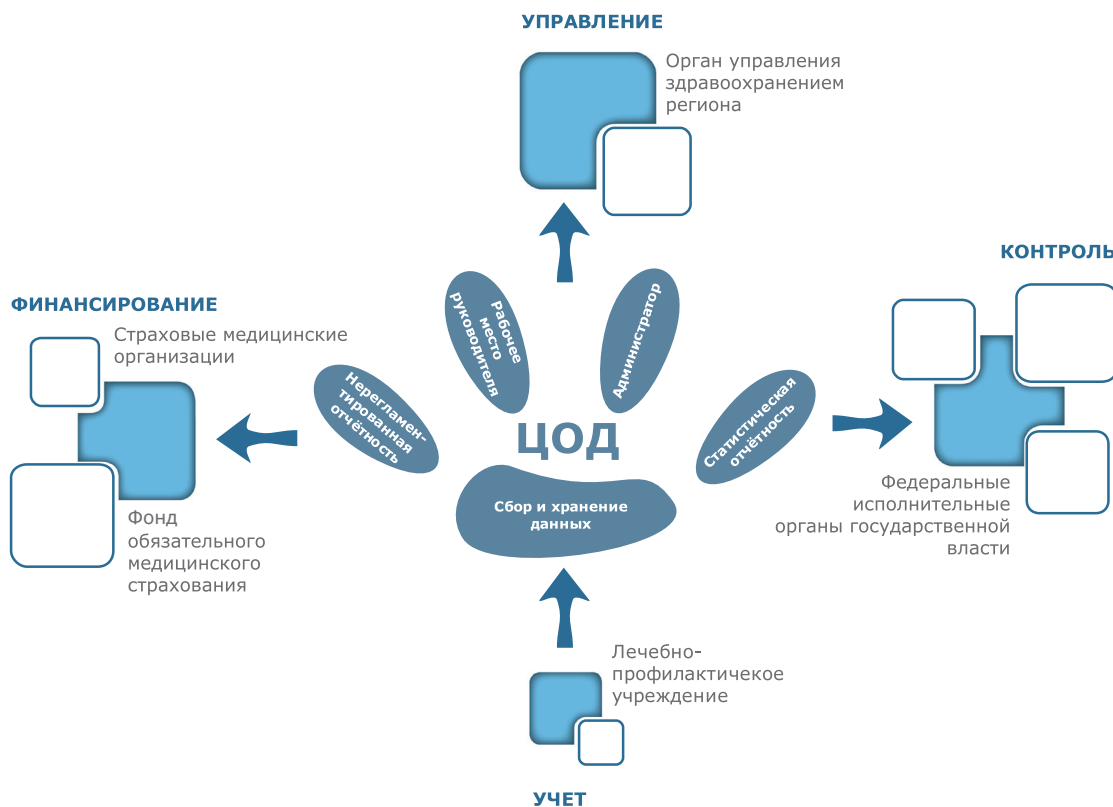 УПРАВЛЕНИЕ
Орган управления
здравоохранением
региона
КОНТРОЛЬ
ФИНАНСИРОВАНИЕ
Страховые медицинские
организации
Рабочее
место
руководителя
Администратор
Нерегламен-
тированная
отчётность
Статистическая
отчётность
ЦОД
Сбор и хранение
данных
Федеральные
исполнительные
органы государственной
власти
Фонд
обязательного
медицинского
страхования
Лечебно-
профилактичекое
учреждение
УЧЕТ